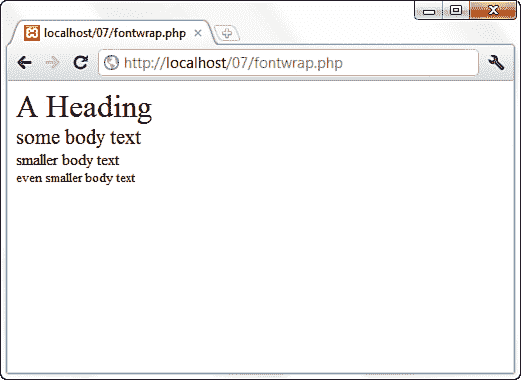 localhost/07/fontwrap.php
http://localhost/07/fontwrap.php
A Heading
some body text
smaller body text
even smaller body text